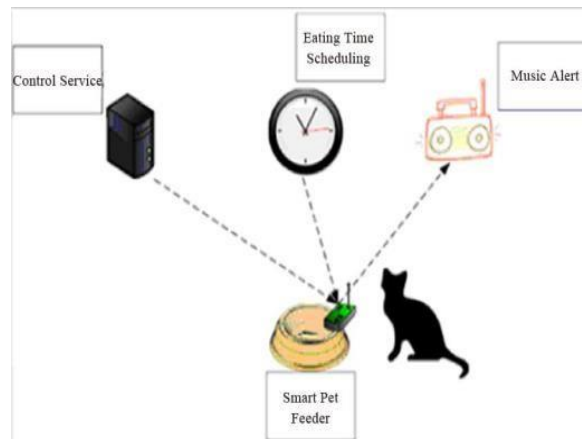 Control Service
Eating Time
Scheduling
Music Alert
Smart Pet
Feeder